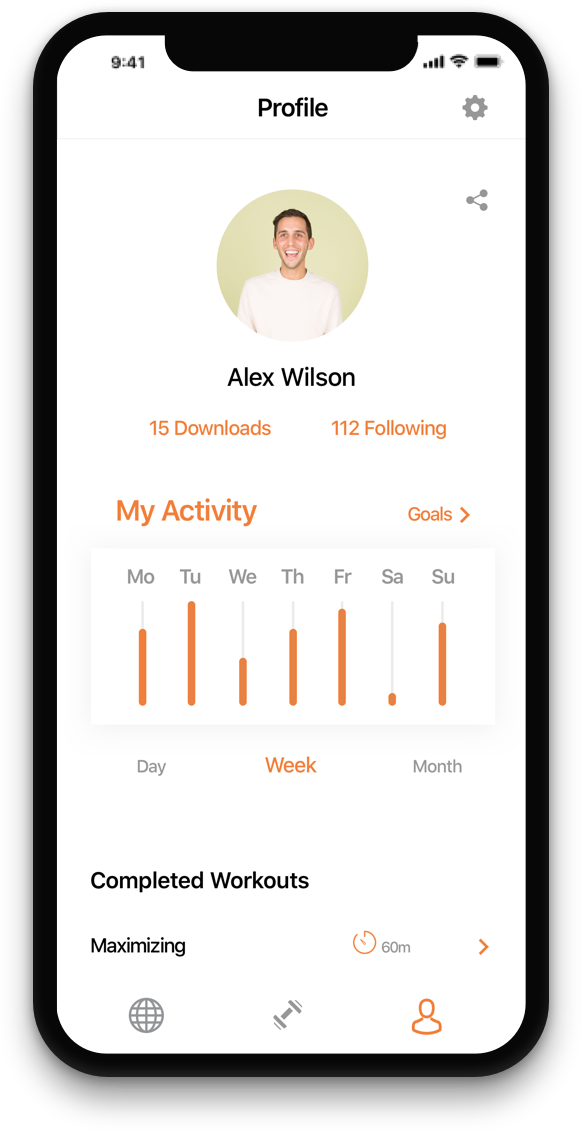 9:41
Profile
Alex Wilson
15 Downloads 112 Following
My Activity Goals
Mo Tu We Th Fr Sa Su
Day Week Month
Completed Workouts
Maximizing 60m